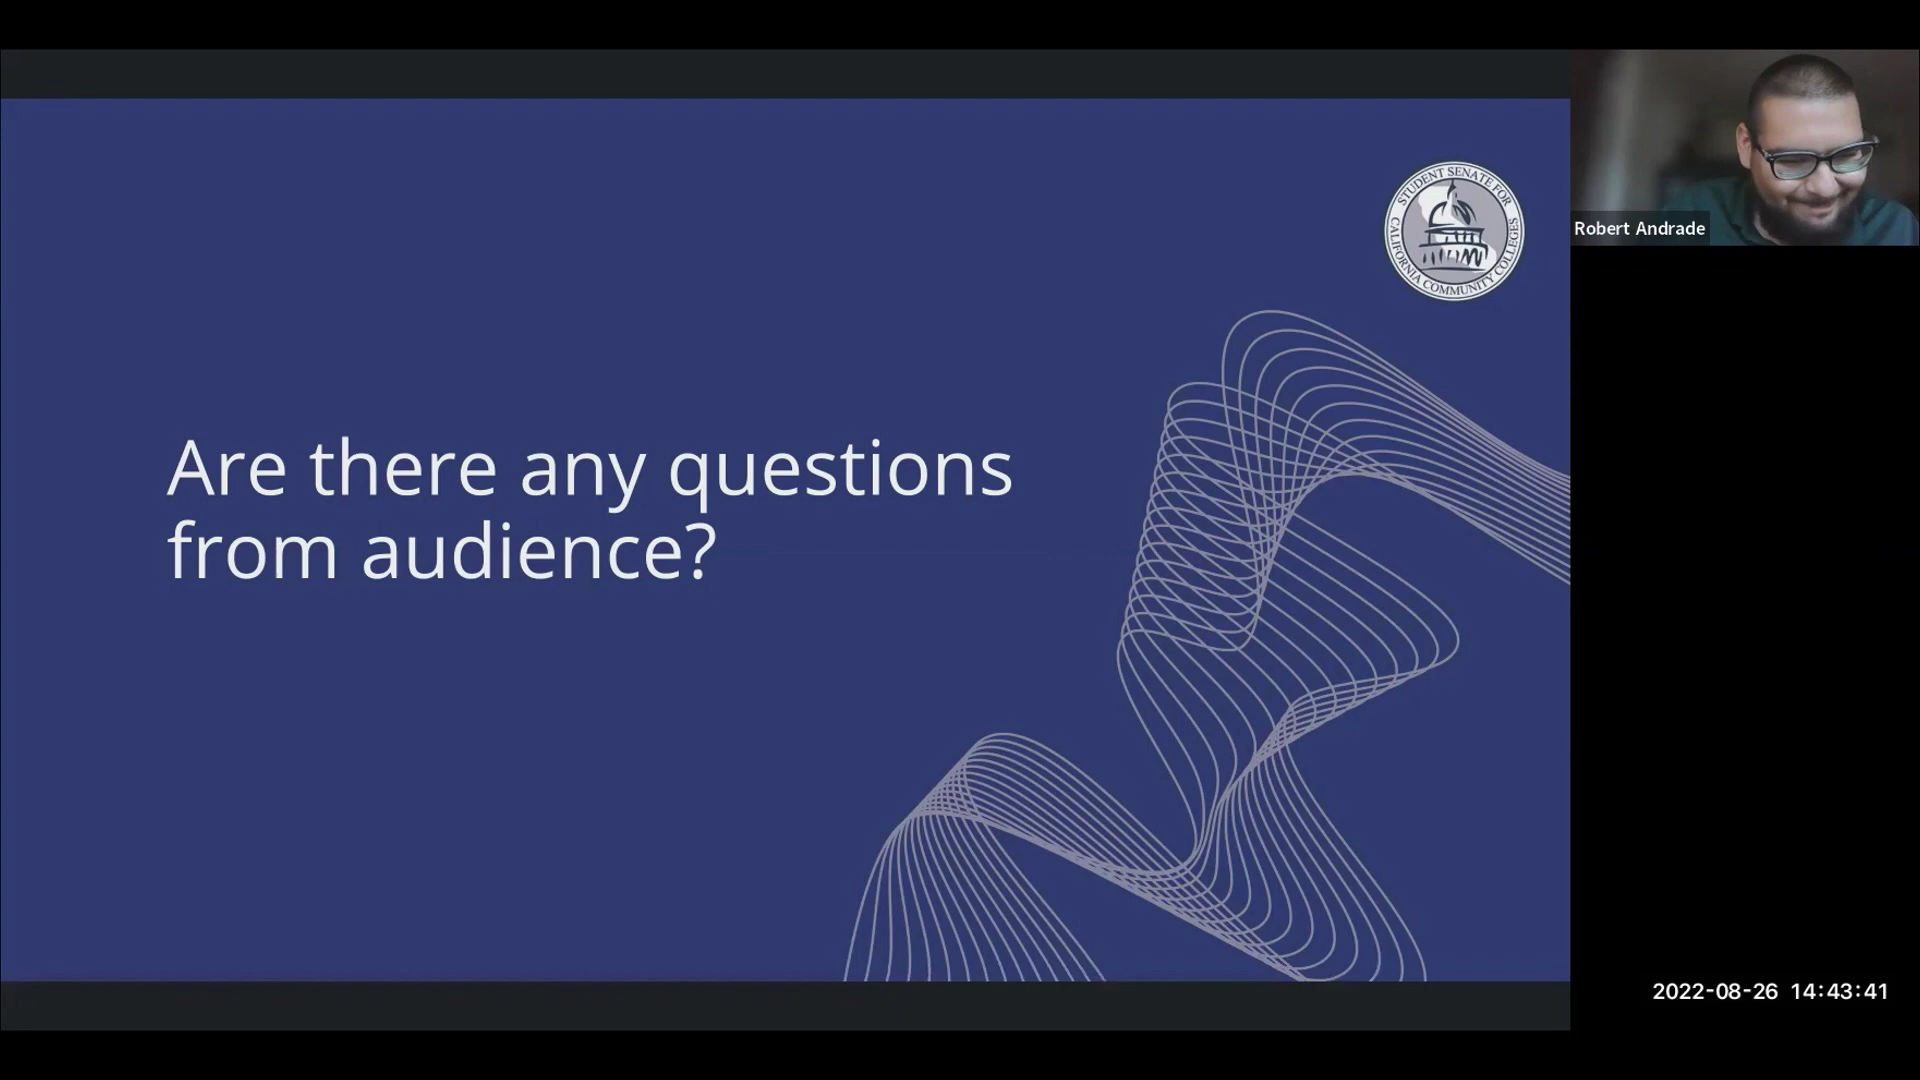 STUDENT SENATE FOR
CALIFORNIA COMMUNITY COLLEGES
Robert Andrade
Are there any questions
from audience?
2022-08-26 14:43:41